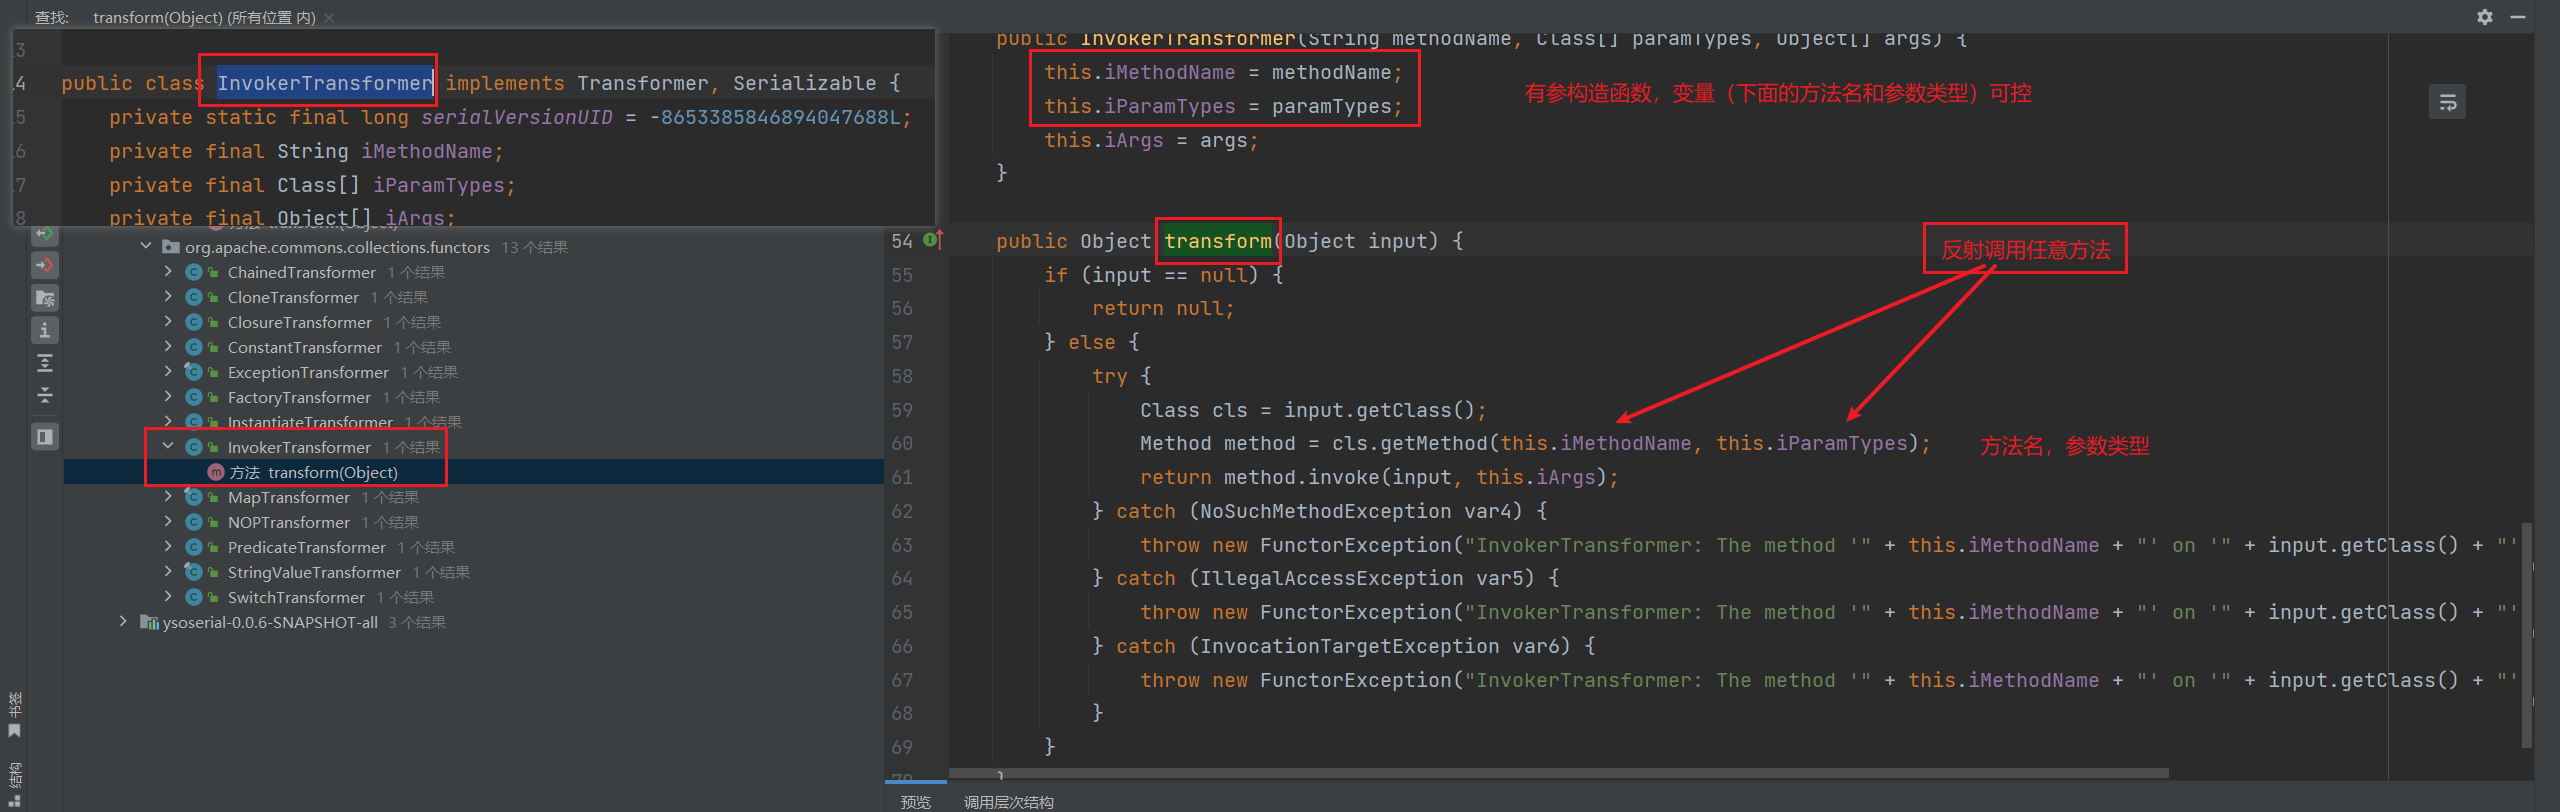 查找: transform(Object) (所有位置 内)
13
14 public class InvokerTransformer implements Transformer, Serializable {
15 private static final long serialVersionUID = -8653385846894047688L;
16 private final String iMethodName;
17 private final Class[] iParamTypes;
18 private final Object[] iArgs;
方法 transform(Object)
org.apache.commons.collections.functors 13 个结果
ChainedTransformer 1 个结果
CloneTransformer 1 个结果
ClosureTransformer 1 个结果
ConstantTransformer 1 个结果
ExceptionTransformer 1 个结果
FactoryTransformer 1 个结果
InstantiateTransformer 1 个结果
InvokerTransformer 1 个结果
方法 transform(Object)
MapTransformer 1 个结果
NOPTransformer 1 个结果
PredicateTransformer 1 个结果
StringValueTransformer 1 个结果
SwitchTransformer 1 个结果
ysoserial-0.0.6-SNAPSHOT-all 3 个结果
书签
结构
public InvokerTransformer(String methodName, Class[] paramTypes, Object[] args) {
this.iMethodName = methodName;
this.iParamTypes = paramTypes;
有参构造函数，变量（下面的方法名和参数类型）可控
this.iArgs = args;
}
54 public Object transform(Object input) {
反射调用任意方法
55 if (input == null) {
56 return null;
57 } else {
58 try {
59 Class cls = input.getClass();
60 Method method = cls.getMethod(this.iMethodName, this.iParamTypes);
方法名，参数类型
61 return method.invoke(input, this.iArgs);
62 } catch (NoSuchMethodException var4) {
63 throw new FunctorException("InvokerTransformer: The method '" + this.iMethodName + "' on '" + input.getClass() + "'
64 } catch (IllegalAccessException var5) {
65 throw new FunctorException("InvokerTransformer: The method '" + this.iMethodName + "' on '" + input.getClass() + "'
66 } catch (InvocationTargetException var6) {
67 throw new FunctorException("InvokerTransformer: The method '" + this.iMethodName + "' on '" + input.getClass() + "'
68 }
69 }
70 }
预览 调用层次结构